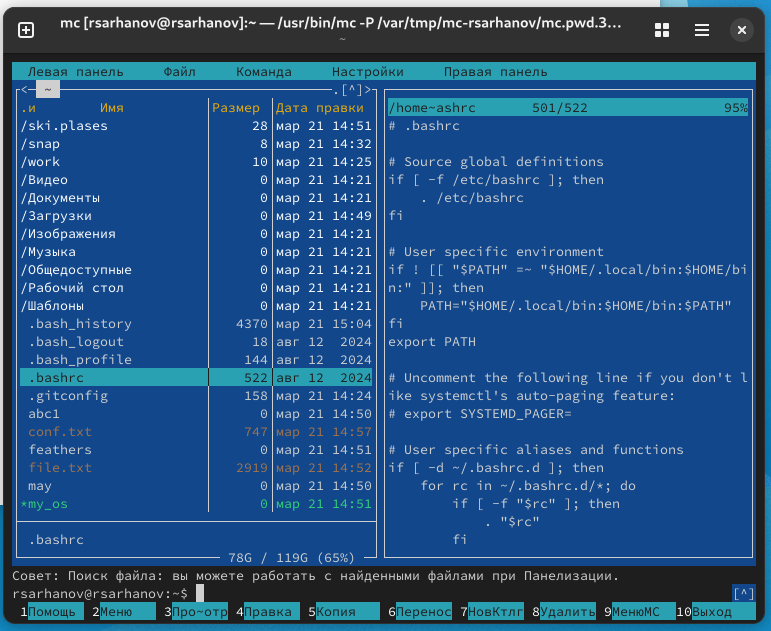 mc [rsarhanov@rsarhanov]:~ — /usr/bin/mc -P /var/tmp/mc-rsarhanov/mc.pwd.3…
~
Левая панель Файл Команда Настройки Правая панель
<- ~ .[^]>
.и Имя Размер Дата правки
/ski.plases 28 мар 21 14:51
/snap 8 мар 21 14:32
/work 10 мар 21 14:25
/Видео 0 мар 21 14:21
/Документы 0 мар 21 14:21
/Загрузки 0 мар 21 14:49
/Изображения 0 мар 21 14:21
/Музыка 0 мар 21 14:21
/Общедоступные 0 мар 21 14:21
/Рабочий стол 0 мар 21 14:21
/Шаблоны 0 мар 21 14:21
.bash_history 4370 мар 21 15:04
.bash_logout 18 авг 12 2024
.bash_profile 144 авг 12 2024
.bashrc 522 авг 12 2024
.gitconfig 158 мар 21 14:24
abc1 0 мар 21 14:50
conf.txt 747 мар 21 14:57
feathers 0 мар 21 14:51
file.txt 2919 мар 21 14:52
may 0 мар 21 14:50
*my_os 0 мар 21 14:51
.bashrc
78G / 119G (65%)
/home~ashrc 501/522 95%
# .bashrc
# Source global definitions
if [ -f /etc/bashrc ]; then
. /etc/bashrc
fi
# User specific environment
if ! [[ "$PATH" =~ "$HOME/.local/bin:$HOME/bi
n:" ]]; then
PATH="$HOME/.local/bin:$HOME/bin:$PATH"
fi
export PATH
# Uncomment the following line if you don't l
ike systemctl's auto-paging feature:
# export SYSTEMD_PAGER=
# User specific aliases and functions
if [ -d ~/.bashrc.d ]; then
for rc in ~/.bashrc.d/*; do
if [ -f "$rc" ]; then
. "$rc"
fi
Совет: Поиск файла: вы можете работать с найденными файлами при Панелизации.
rsarhanov@rsarhanov:~$ [^]
1Помощь 2Меню 3Про~отр 4Правка 5Копия 6Перенос 7НовКтлг 8Удалить 9МенюМС 10Выход